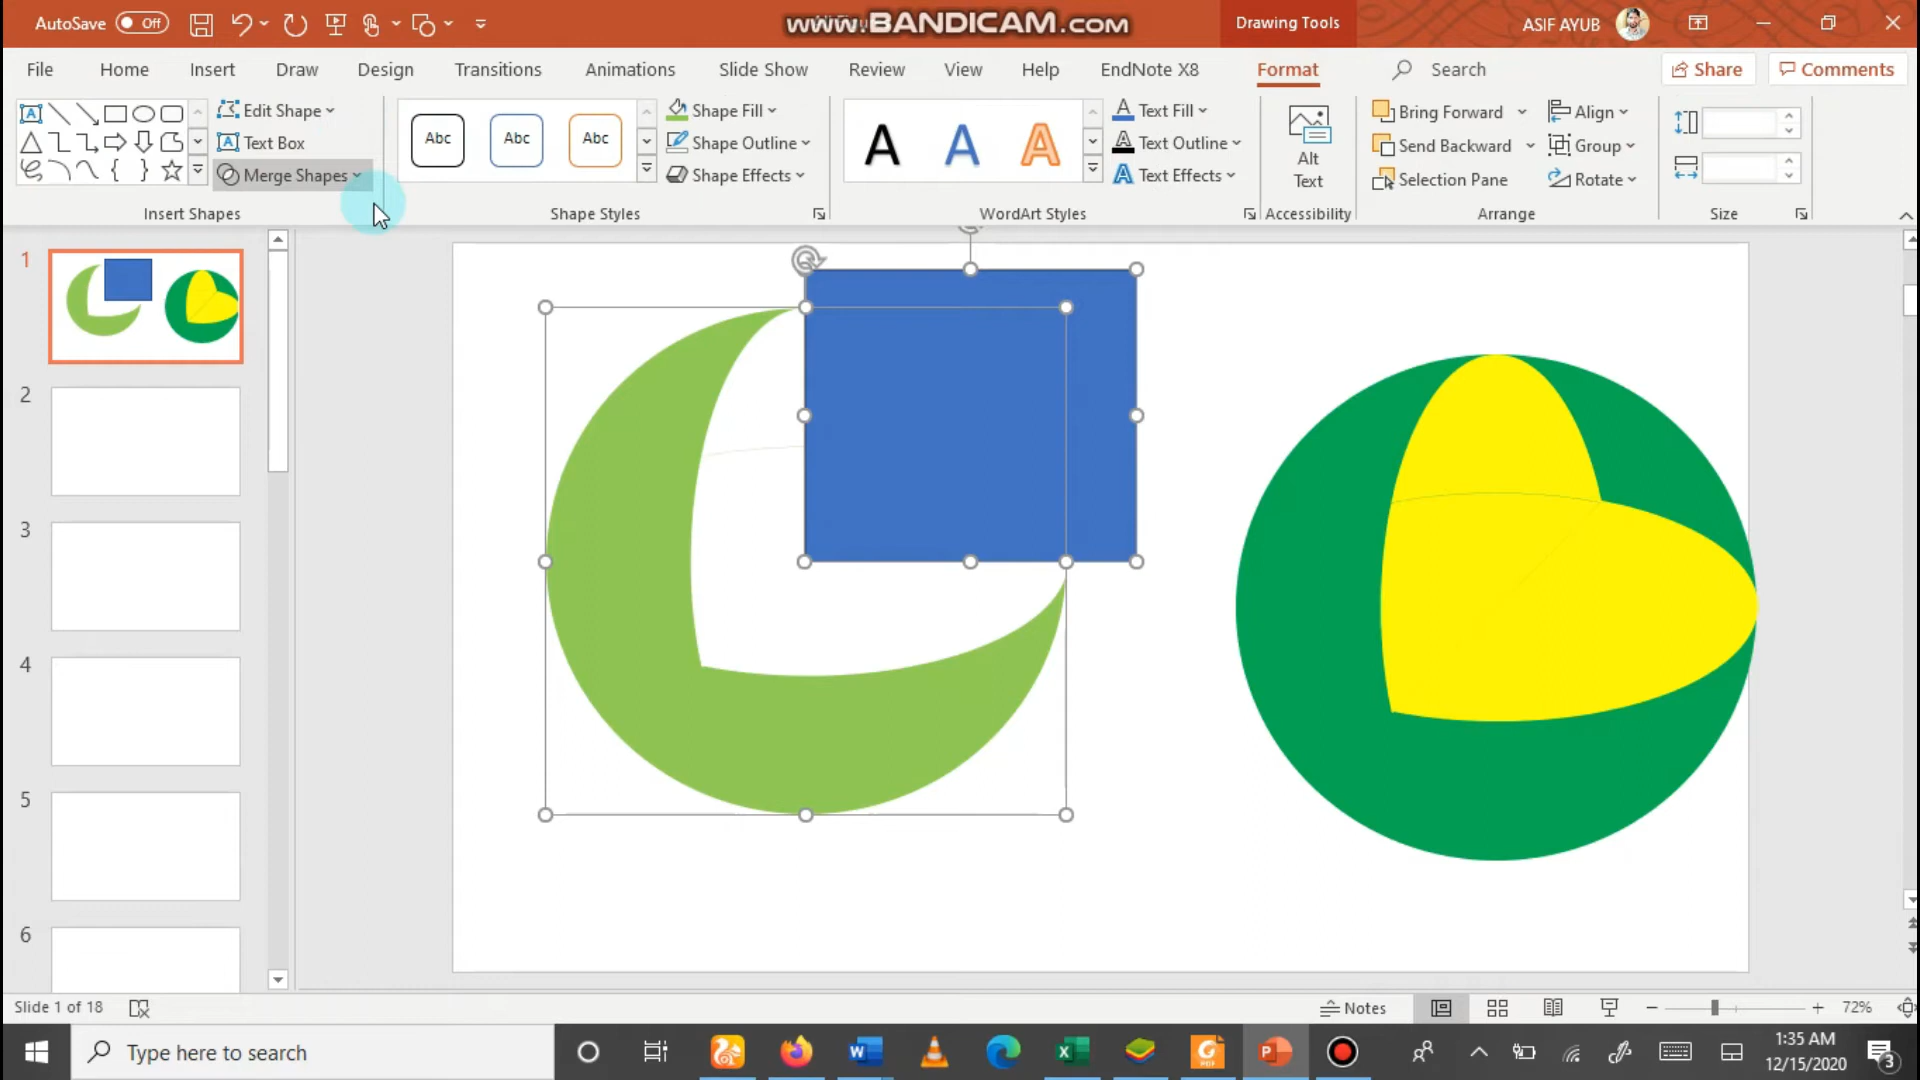 AutoSave Off
www.BANDICAM.com
Drawing Tools
ASIF AYUB
File Home Insert Draw Design Transitions Animations Slide Show Review View Help EndNote X8 Format Search Share Comments
Edit Shape
Text Box
Merge Shapes
Insert Shapes
Abc Abc Abc
Shape Fill
Shape Outline
Shape Effects
Shape Styles
A A A
Text Fill
Text Outline
Text Effects
WordArt Styles
Alt
Text
Accessibility
Bring Forward
Send Backward
Selection Pane
Align
Group
Rotate
Arrange
Size
1
2
3
4
5
6
Slide 1 of 18
Notes
72%
Type here to search
1:35 AM
12/15/2020
3